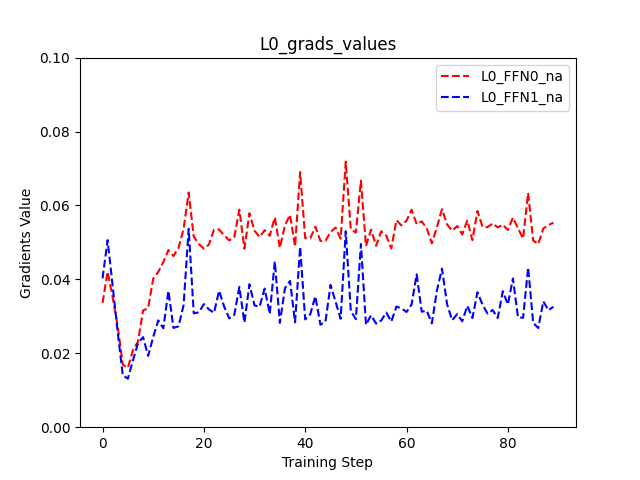 L0_grads_values
L0_FFN0_na
L0_FFN1_na
Gradients Value
0.10
0.08
0.06
0.04
0.02
0.00
0
20
40
60
80
Training Step